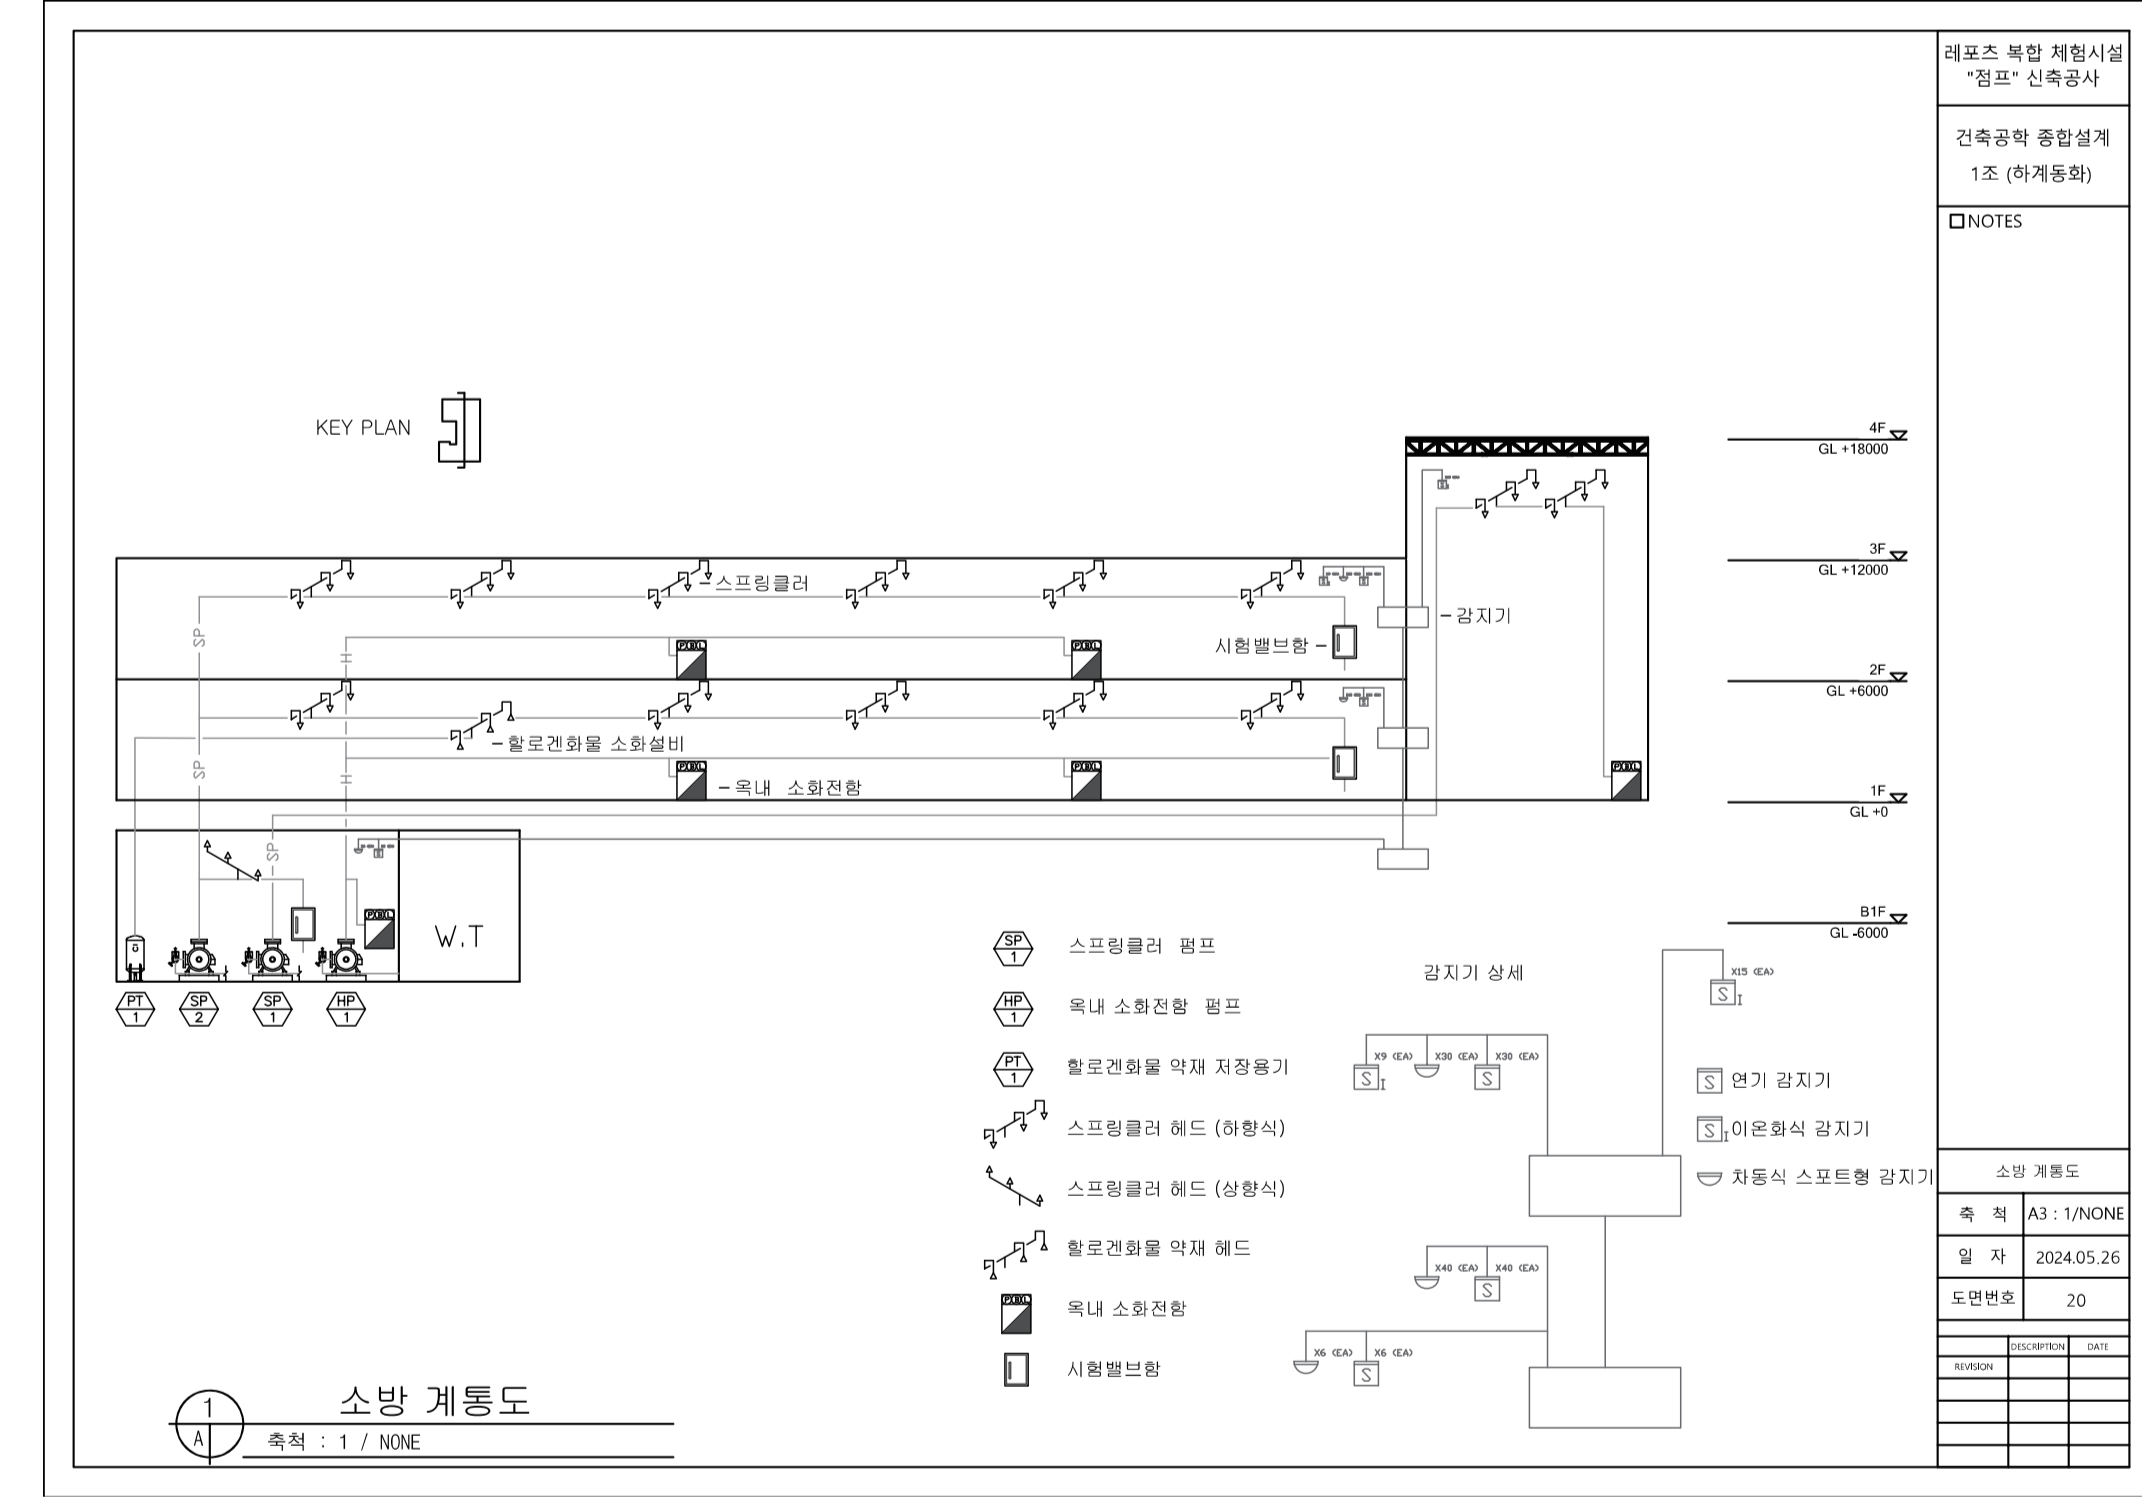 레포츠 복합 체험시설
"점프" 신축공사
건축공학 종합설계
1조 (하계동화)
NOTES
KEY PLAN
4F
GL +18000
3F
GL +12000
2F
GL +6000
1F
GL +0
B1F
GL -6000
스프링클러
감지기
시험밸브함
SP
H
P B L
P B L
할로겐화물 소화설비
SP
H
P B L
P B L
P B L
옥내 소화전함
SP
P B L
W.T
PT 1
SP 2
SP 1
HP 1
SP 1 스프링클러 펌프
HP 1 옥내 소화전함 펌프
PT 1 할로겐화물 약재 저장용기
스프링클러 헤드 (하향식)
스프링클러 헤드 (상향식)
할로겐화물 약재 헤드
P B L 옥내 소화전함
시험밸브함
감지기 상세
X15 (EA)
S I
X9 (EA) X30 (EA) X30 (EA)
S I S
S 연기 감지기
S I 이온화식 감지기
차동식 스포트형 감지기
X40 (EA) X40 (EA)
S
X6 (EA) X6 (EA)
S
1
A
소방 계통도
축척 : 1 / NONE
소방 계통도
축 척 A3 : 1/NONE
일 자 2024.05.26
도면번호 20
DESCRIPTION DATE
REVISION